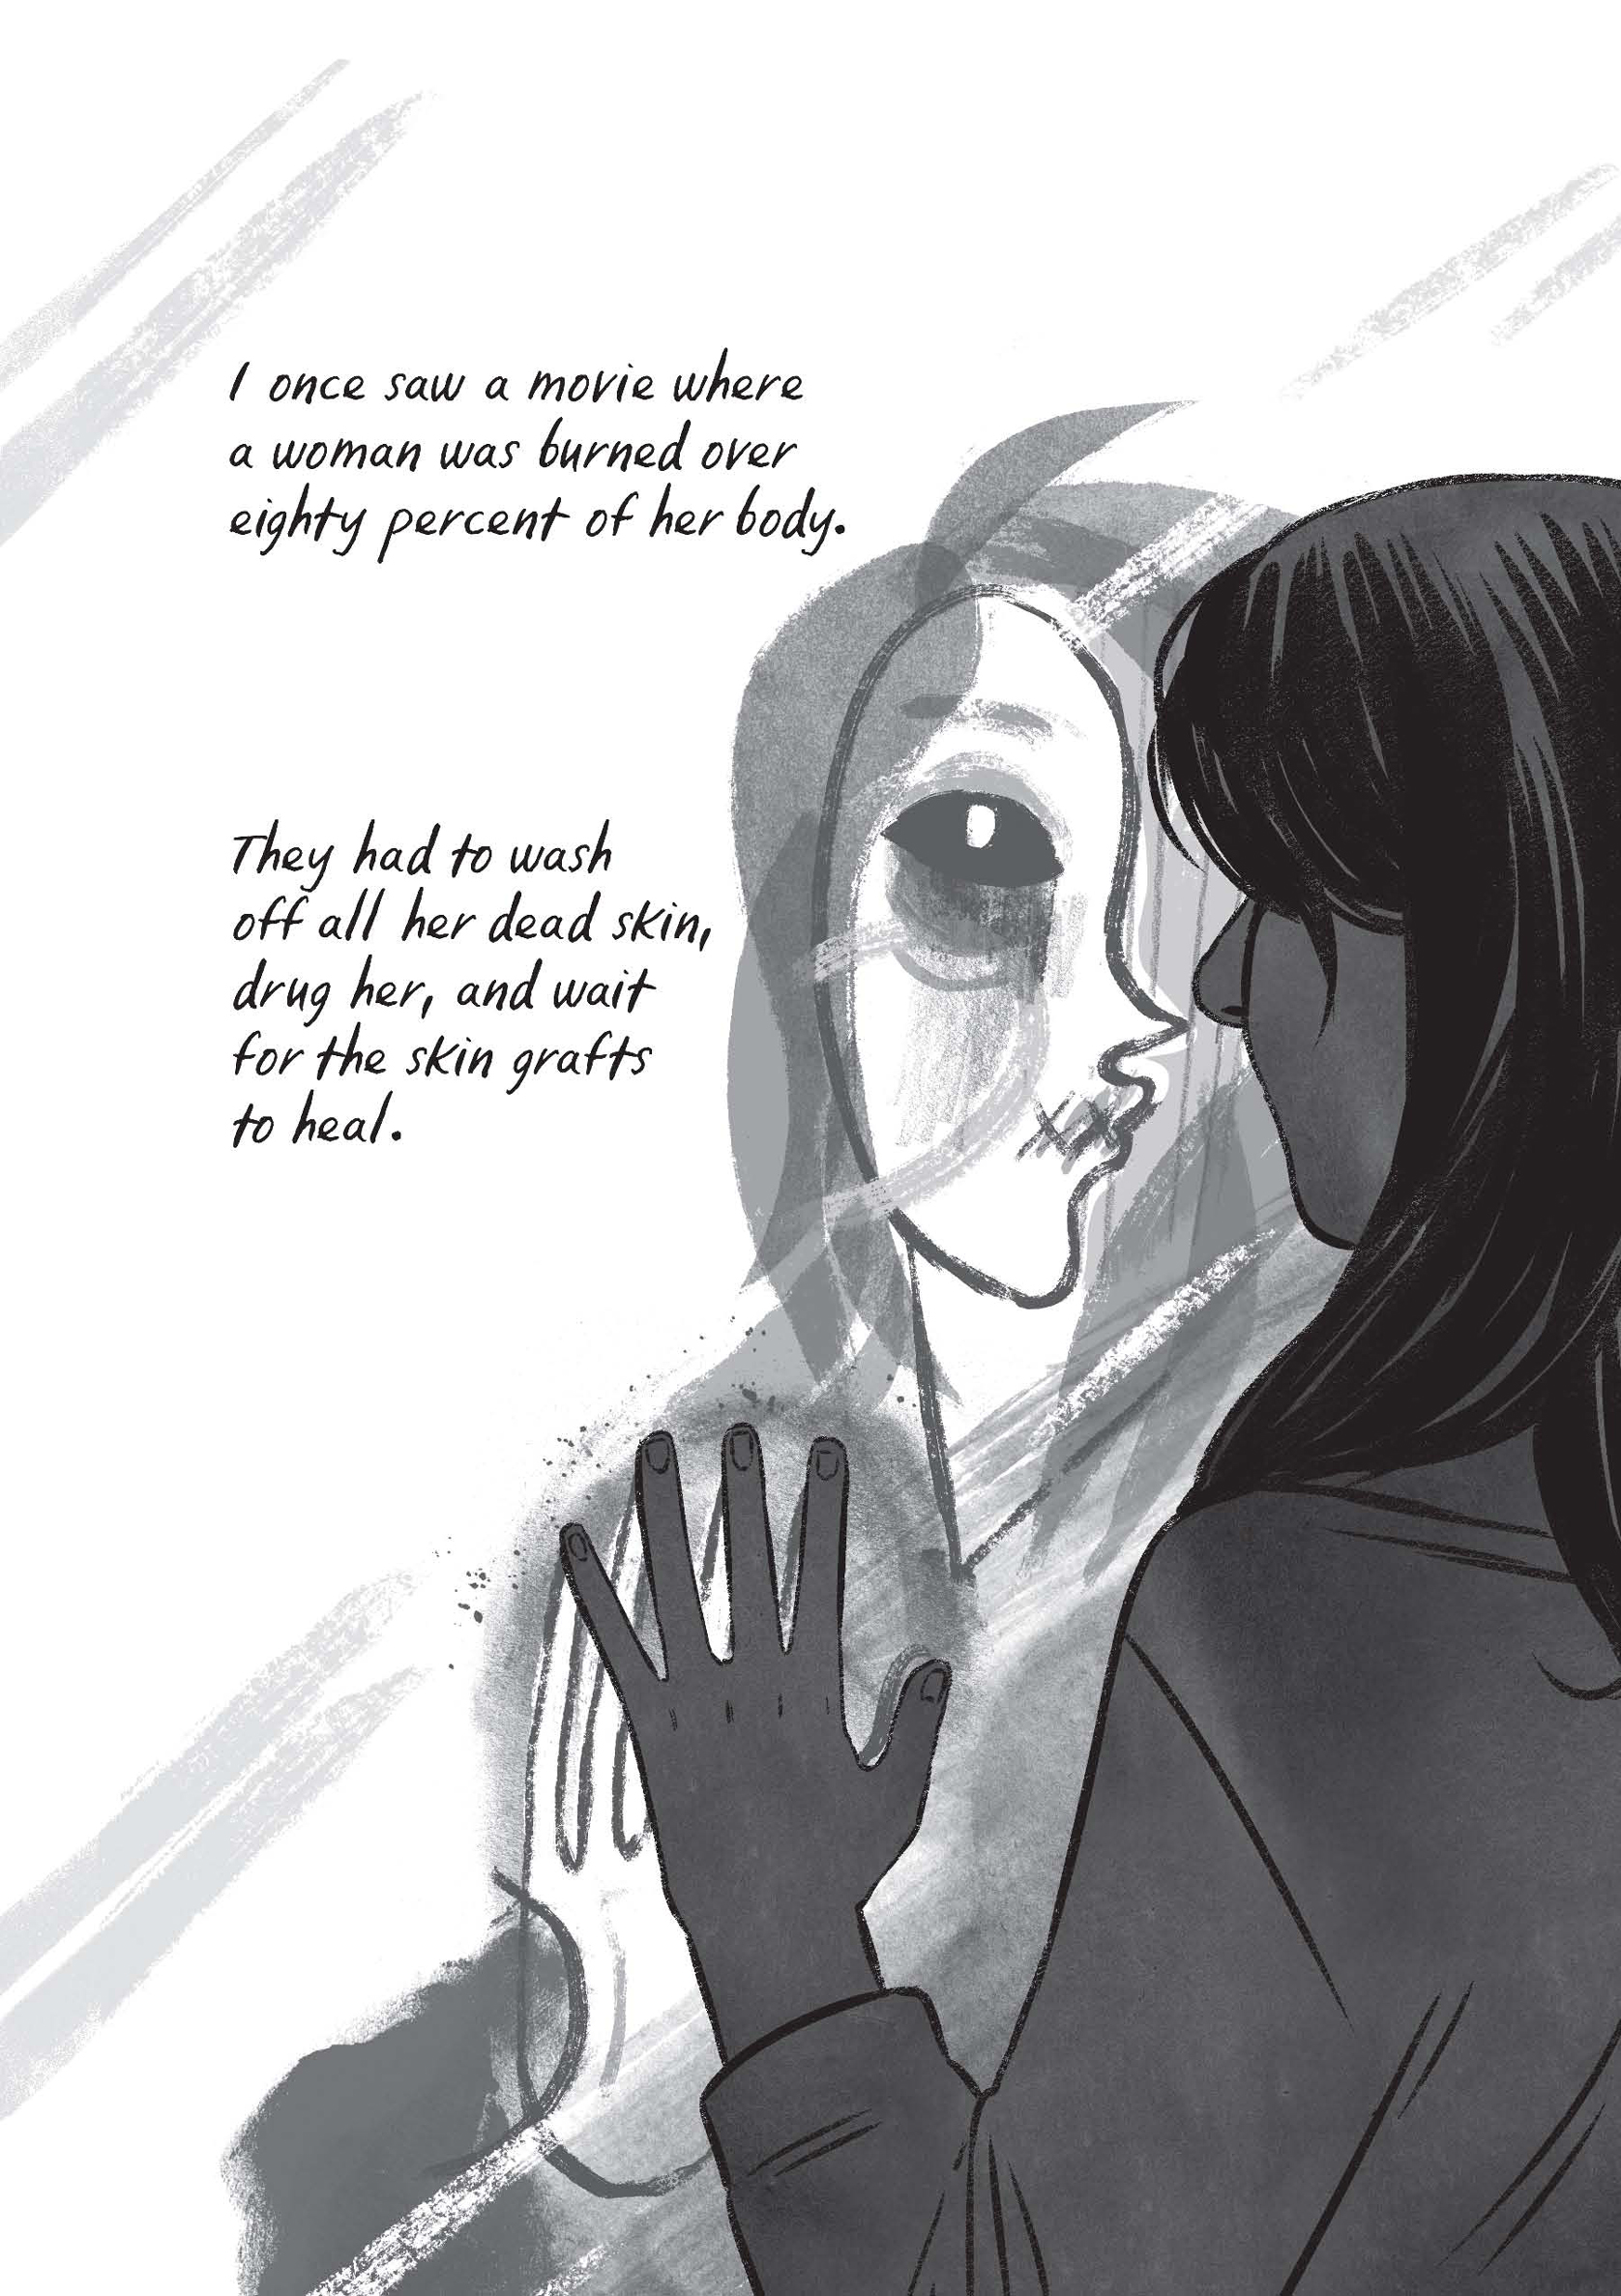 I once saw a movie where
a woman was burned over
eighty percent of her body.
They had to wash
off all her dead skin,
drug her, and wait
for the skin grafts
to heal.